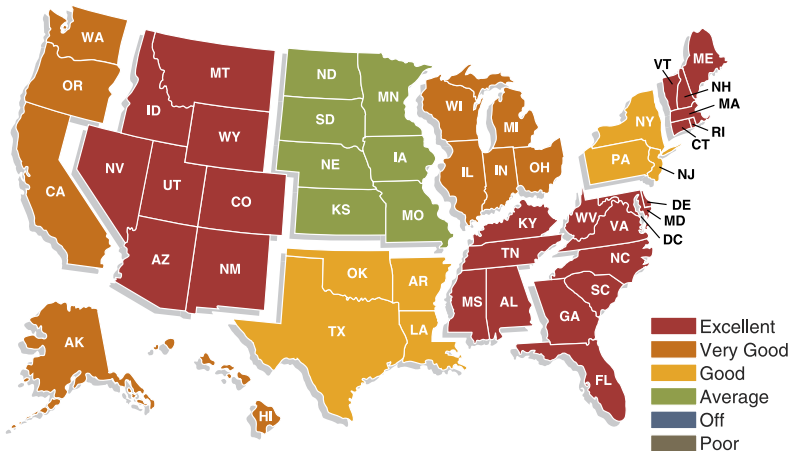 WA
OR
CA
AK
HI
MT
ID
WY
NV
UT
CO
AZ
NM
ND
MN
SD
NE
IA
KS
MO
OK
AR
TX
LA
WI
MI
IL
IN
OH
KY
TN
MS
AL
WV
VA
NC
SC
GA
FL
NY
PA
NJ
DE
MD
DC
VT
ME
NH
MA
RI
CT
Excellent
Very Good
Good
Average
Off
Poor